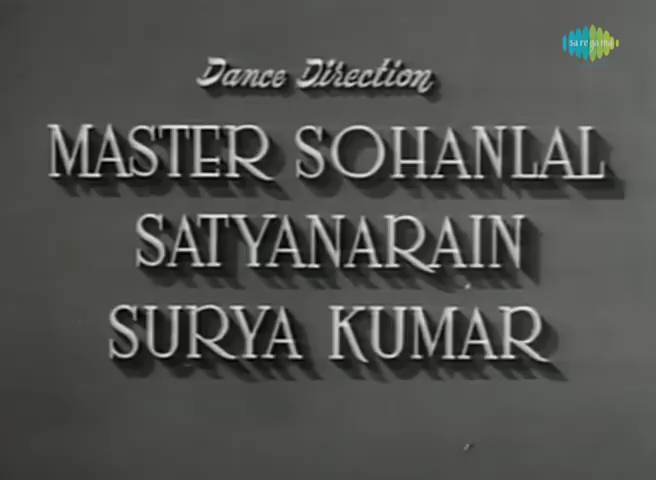 saregama
Dance Direction
MASTER SOHANLAL
SATYANARAIN
SURYA KUMAR